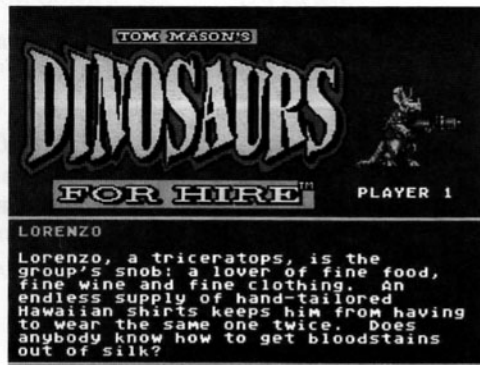 TOM MASON'S
DINOSAURS
FOR HIRE™
PLAYER 1
LORENZO
Lorenzo, a triceratops, is the
group's snob: a lover of fine food,
fine wine and fine clothing. An
endless supply of hand-tailored
Hawaiian shirts keeps him from having
to wear the same one twice. Does
anybody know how to get bloodstains
out of silk?